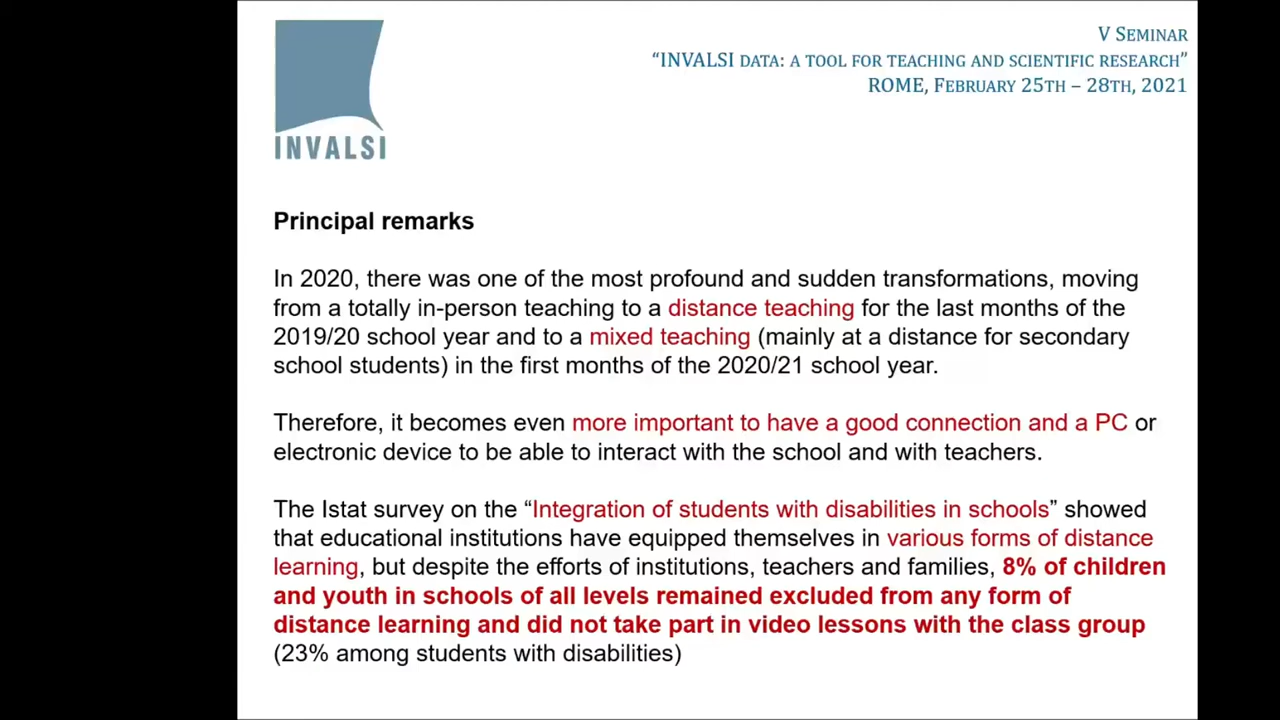 INVALSI
V SEMINAR
“INVALSI DATA: A TOOL FOR TEACHING AND SCIENTIFIC RESEARCH”
ROME, FEBRUARY 25TH – 28TH, 2021
Principal remarks
In 2020, there was one of the most profound and sudden transformations, moving
from a totally in-person teaching to a distance teaching for the last months of the
2019/20 school year and to a mixed teaching (mainly at a distance for secondary
school students) in the first months of the 2020/21 school year.
Therefore, it becomes even more important to have a good connection and a PC or
electronic device to be able to interact with the school and with teachers.
The Istat survey on the “Integration of students with disabilities in schools” showed
that educational institutions have equipped themselves in various forms of distance
learning, but despite the efforts of institutions, teachers and families, 8% of children
and youth in schools of all levels remained excluded from any form of
distance learning and did not take part in video lessons with the class group
(23% among students with disabilities)